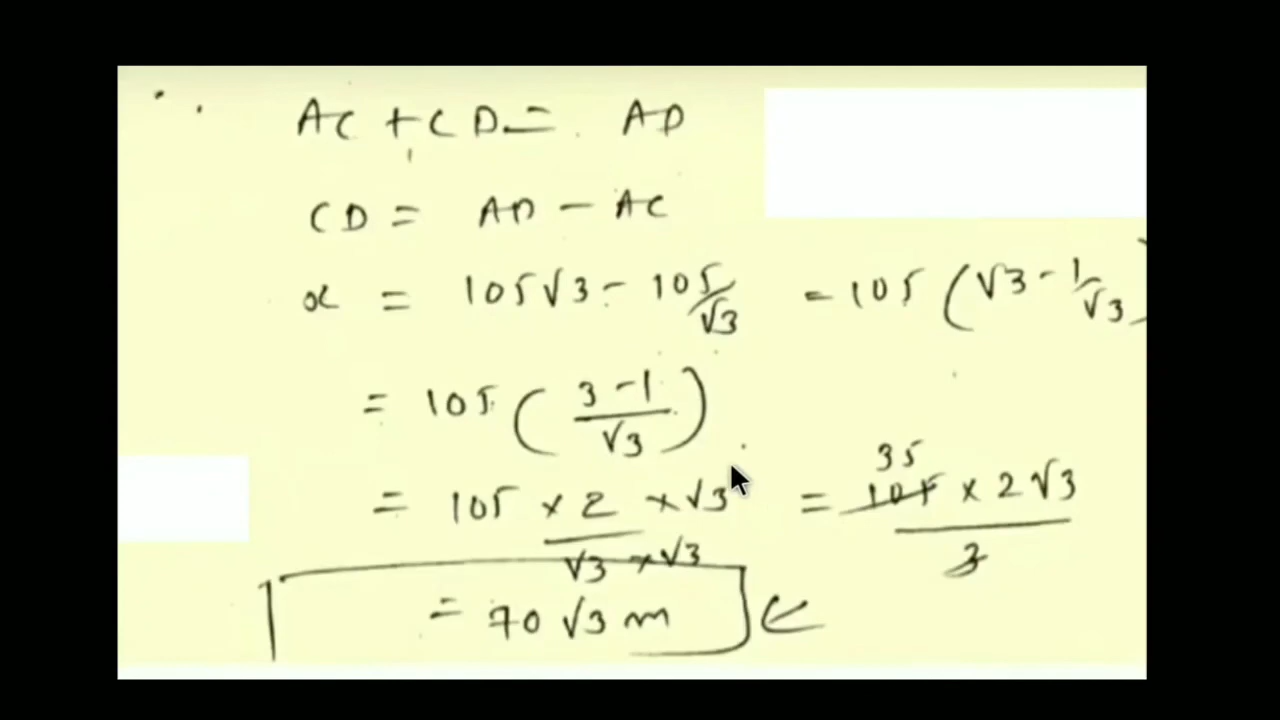 ∴ AC + CD = AD
CD = AD - AC
x = 105√3 - 105/√3 = 105 (√3 - 1/√3)
= 105 ( (3 - 1)/√3 )
= 105 × 2/√3 × √3/√3 = 35 105 × 2√3 / 3
= 70√3 m